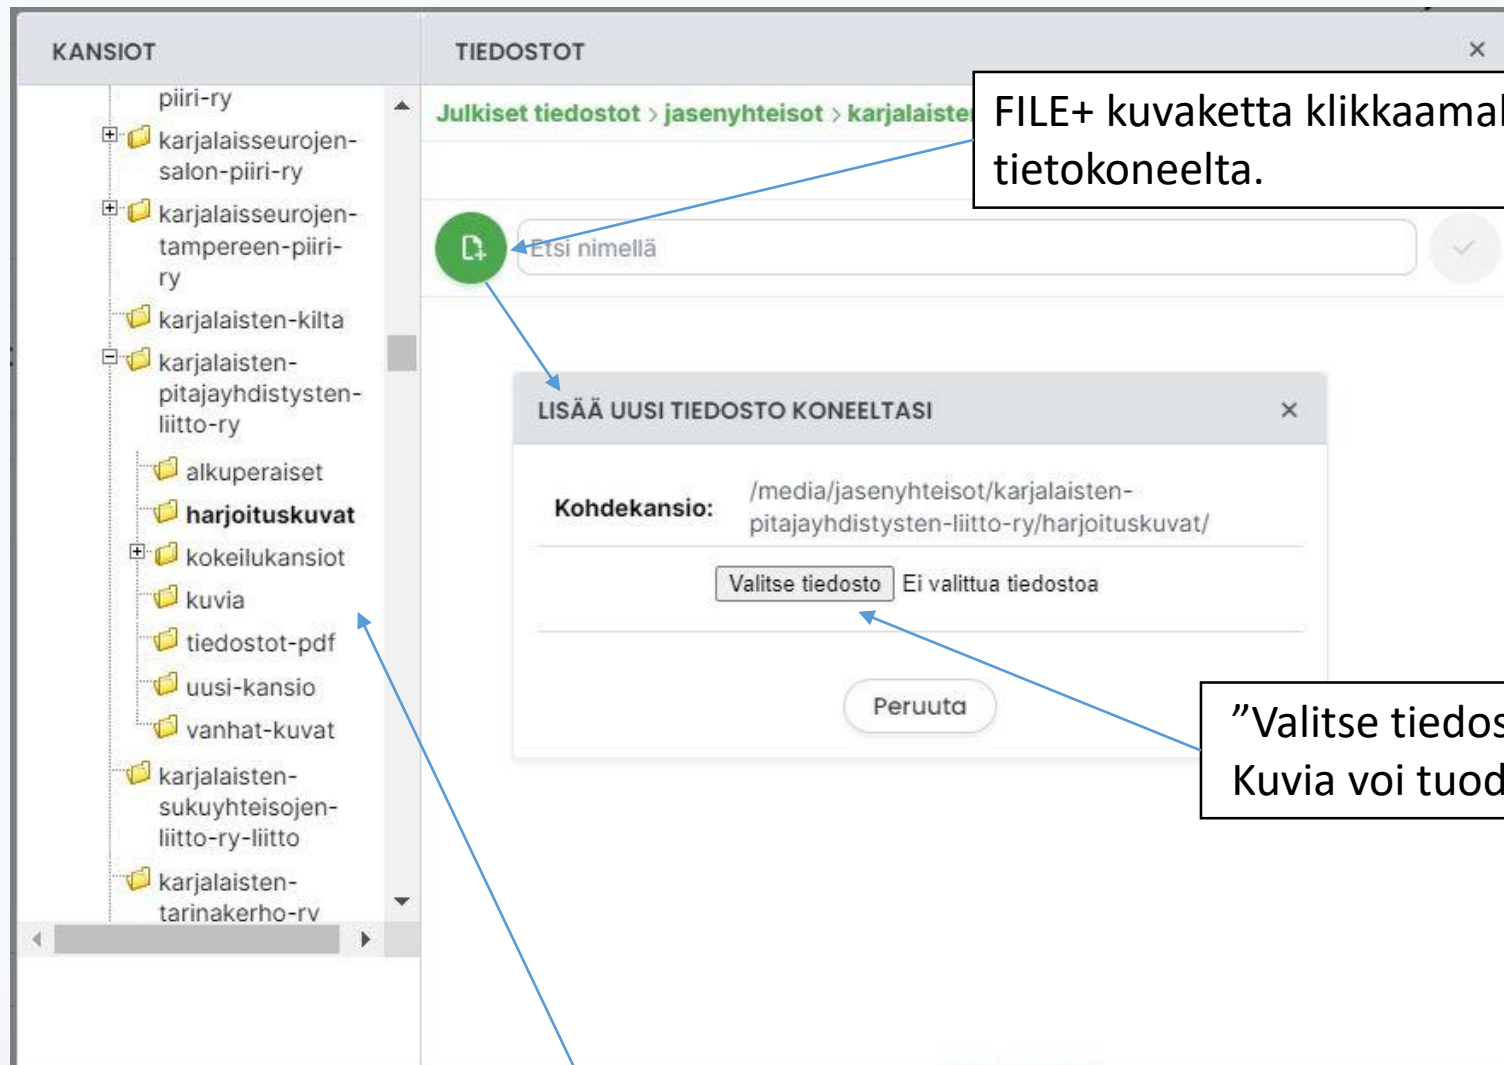 KANSIOT
piiri-ry
karjalaisseurojen-
salon-piiri-ry
karjalaisseurojen-
tampereen-piiri-
ry
karjalaisten-kilta
karjalaisten-
pitajayhdistysten-
liitto-ry
alkuperaiset
harjoituskuvat
kokeilukansiot
kuvia
tiedostot-pdf
uusi-kansio
vanhat-kuvat
karjalaisten-
sukuyhteisojen-
liitto-ry-liitto
karjalaisten-
tarinakerho-ry
TIEDOSTOT
Julkiset tiedostot > jasenyhteisot > karjalaisten
FILE+ kuvaketta klikkaamal
tietokoneelta.
Etsi nimellä
LISÄÄ UUSI TIEDOSTO KONEELTASI
Kohdekansio:
/media/jasenyhteisot/karjalaisten-
pitajayhdistysten-liitto-ry/harjoituskuvat/
Valitse tiedosto Ei valittua tiedostoa
Peruuta
”Valitse tiedos
Kuvia voi tuod